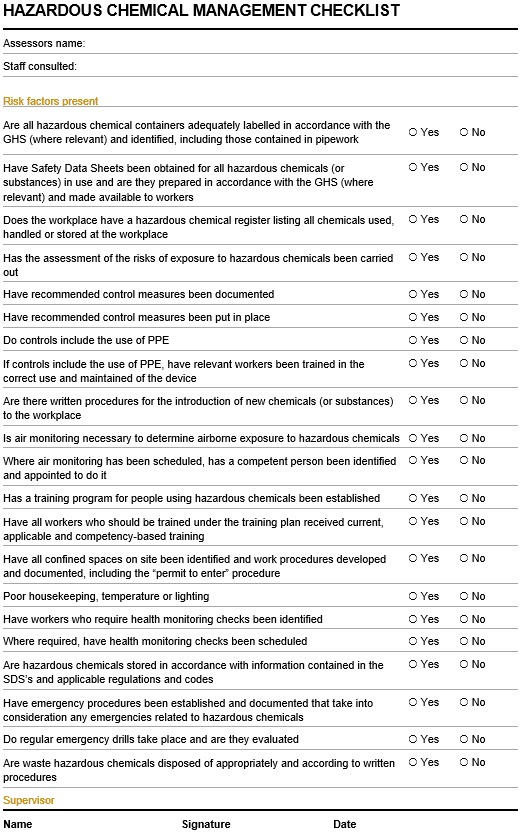 HAZARDOUS CHEMICAL MANAGEMENT CHECKLIST
Assessors name:
Staff consulted:
Risk factors present
Are all hazardous chemical containers adequately labelled in accordance with the
GHS (where relevant) and identified, including those contained in pipework
Yes No
Have Safety Data Sheets been obtained for all hazardous chemicals (or
substances) in use and are they prepared in accordance with the GHS (where
relevant) and made available to workers
Yes No
Does the workplace have a hazardous chemical register listing all chemicals used,
handled or stored at the workplace
Yes No
Has the assessment of the risks of exposure to hazardous chemicals been carried
out
Yes No
Have recommended control measures been documented Yes No
Have recommended control measures been put in place Yes No
Do controls include the use of PPE Yes No
If controls include the use of PPE, have relevant workers been trained in the
correct use and maintained of the device
Yes No
Are there written procedures for the introduction of new chemicals (or substances)
to the workplace
Yes No
Is air monitoring necessary to determine airborne exposure to hazardous chemicals Yes No
Where air monitoring has been scheduled, has a competent person been identified
and appointed to do it
Yes No
Has a training program for people using hazardous chemicals been established Yes No
Have all workers who should be trained under the training plan received current,
applicable and competency-based training
Yes No
Have all confined spaces on site been identified and work procedures developed
and documented, including the “permit to enter” procedure
Yes No
Poor housekeeping, temperature or lighting Yes No
Have workers who require health monitoring checks been identified Yes No
Where required, have health monitoring checks been scheduled Yes No
Are hazardous chemicals stored in accordance with information contained in the
SDS's and applicable regulations and codes
Yes No
Have emergency procedures been established and documented that take into
consideration any emergencies related to hazardous chemicals
Yes No
Do regular emergency drills take place and are they evaluated Yes No
Are waste hazardous chemicals disposed of appropriately and according to written
procedures
Yes No
Supervisor
Name Signature Date